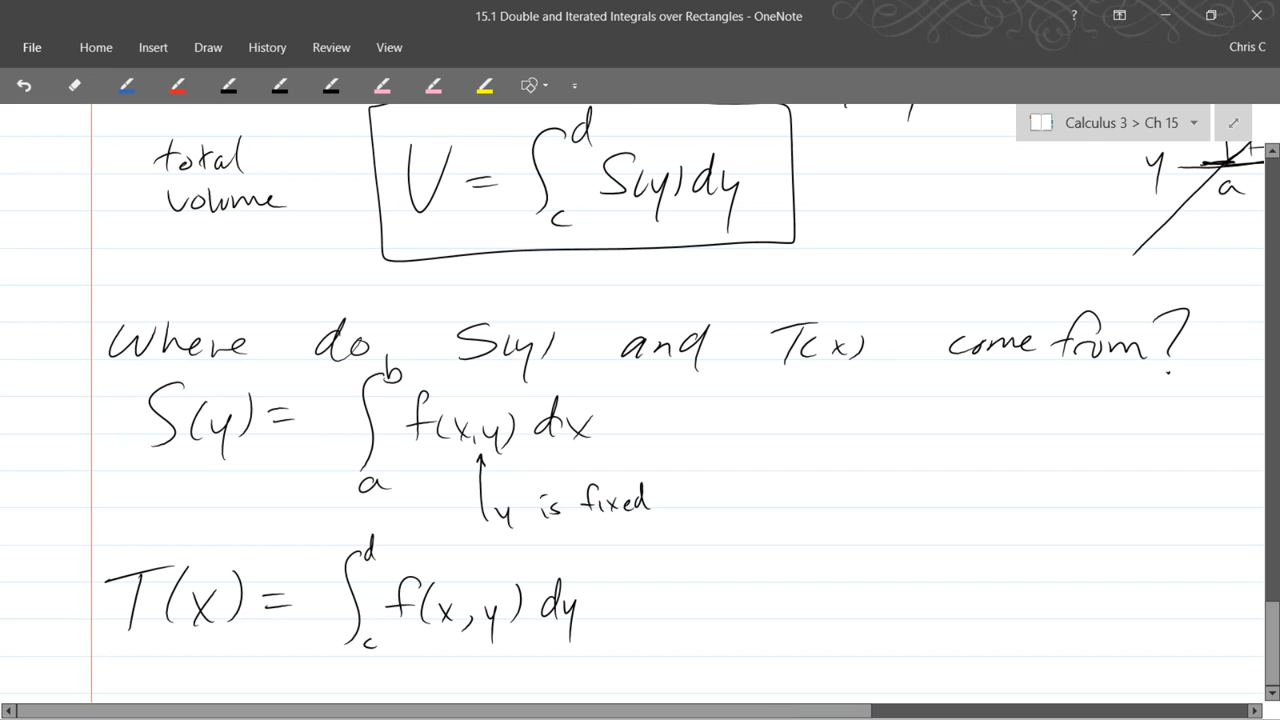 15.1 Double and Iterated Integrals over Rectangles - OneNote
?
File Home Insert Draw History Review View
Chris C
Calculus 3 > Ch 15
total volume
V = ∫_c^d S(y) dy
y
a
Where do S(y) and T(x) come from?
S(y) = ∫_a^b f(x,y) dx
y is fixed
T(x) = ∫_c^d f(x,y) dy